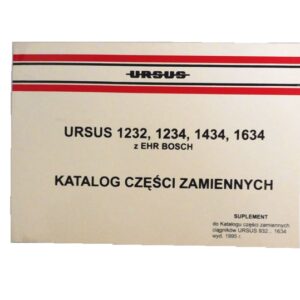 URSUS
URSUS 1232, 1234, 1434, 1634
z EHR BOSCH
KATALOG CZĘŚCI ZAMIENNYCH
SUPLEMENT
do Katalogu części zamiennych
ciągników URSUS 932 .. 1634
wyd. 1995 r.